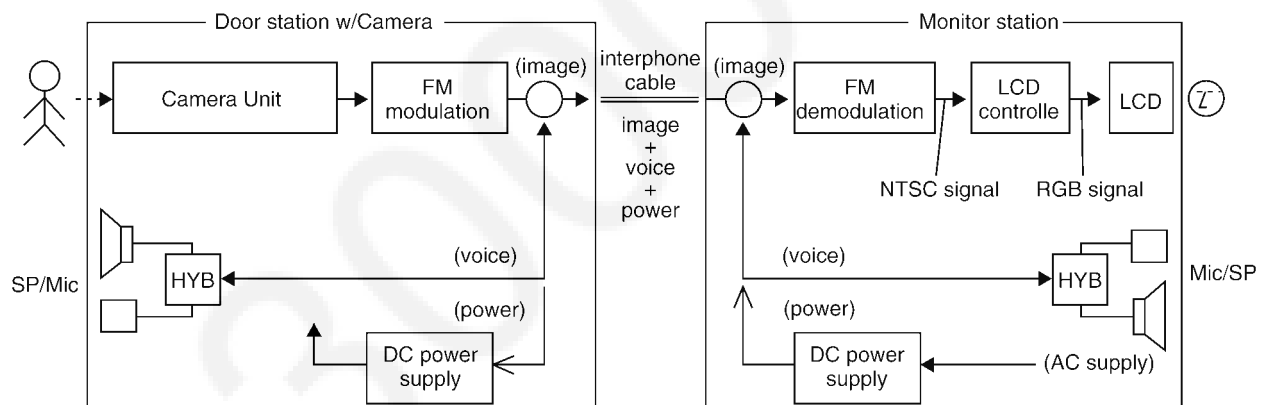 Door station w/Camera
Monitor station
Camera Unit
FM
modulation
(image)
interphone
cable
image
+
voice
+
power
(image)
FM
demodulation
LCD
controlle
LCD
NTSC signal
RGB signal
SP/Mic
HYB
(voice)
(power)
DC power
supply
(voice)
(power)
HYB
Mic/SP
DC power
supply
(AC supply)